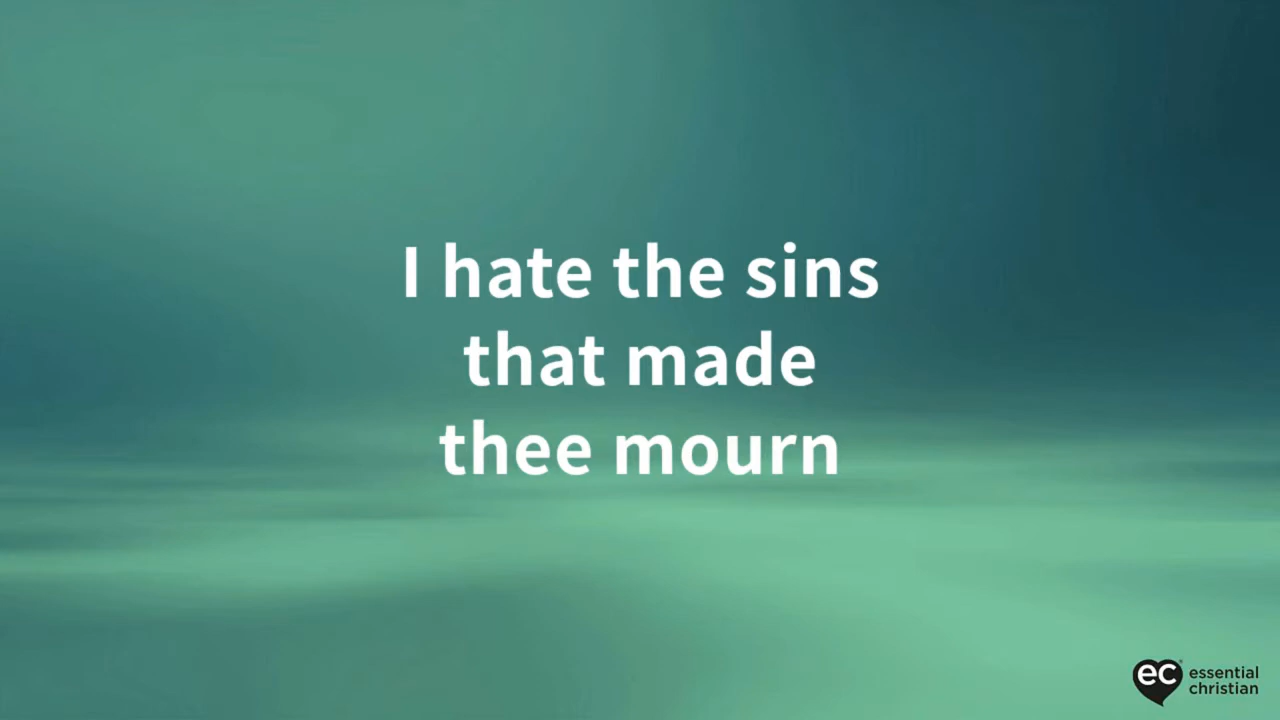 I hate the sins
that made
thee mourn
ec
essential
christian